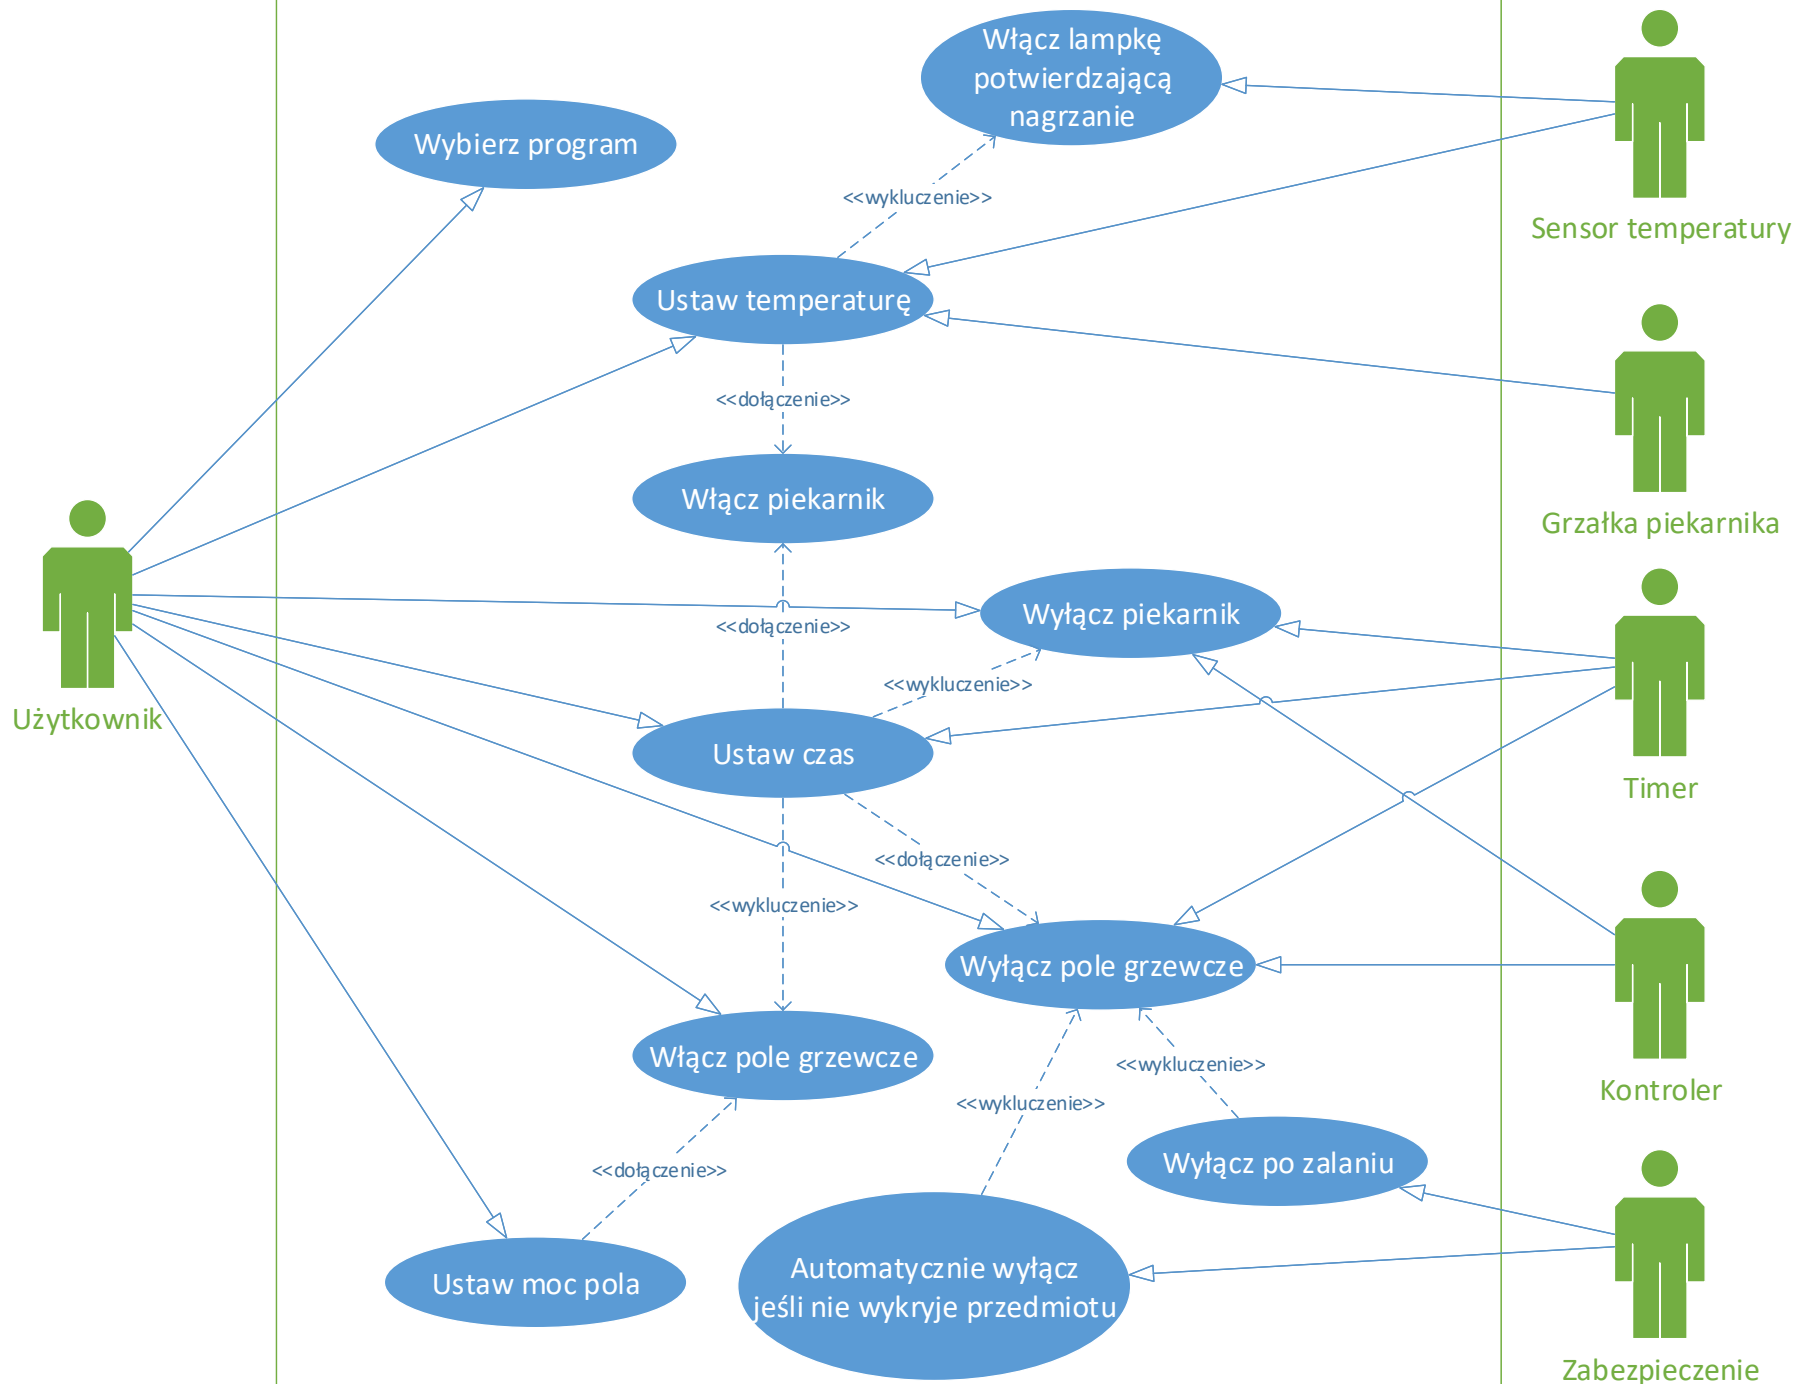 Włącz lampkę
potwierdzającą
nagrzanie
Wybierz program
<<wykluczenie>>
Sensor temperatury
Ustaw temperaturę
<<dołączenie>>
Włącz piekarnik
Grzałka piekarnika
Wyłącz piekarnik
<<dołączenie>>
<<wykluczenie>>
Użytkownik
Ustaw czas
Timer
<<dołączenie>>
<<wykluczenie>>
Wyłącz pole grzewcze
Włącz pole grzewcze
<<wykluczenie>>
Kontroler
<<wykluczenie>>
<<dołączenie>>
Wyłącz po zalaniu
Automatycznie wyłącz
jeśli nie wykryje przedmiotu
Ustaw moc pola
Zabezpieczenie